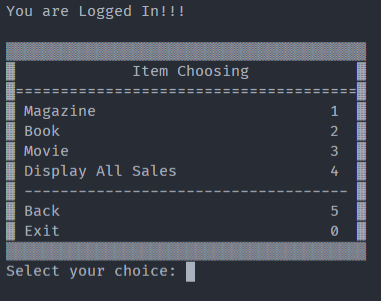 You are Logged In!!!
Item Choosing
======================================
Magazine 1
Book 2
Movie 3
Display All Sales 4
------------------------------------
Back 5
Exit 0
Select your choice: